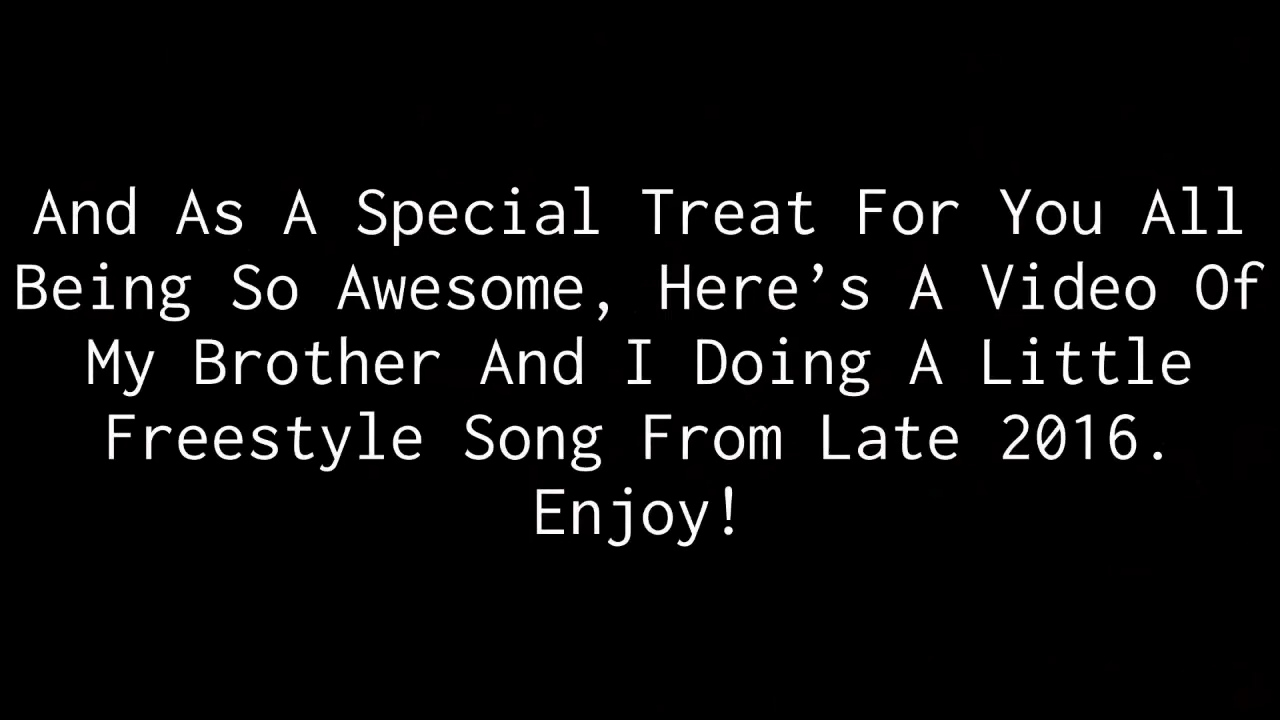 And As A Special Treat For You All
Being So Awesome, Here’s A Video Of
My Brother And I Doing A Little
Freestyle Song From Late 2016.
Enjoy!